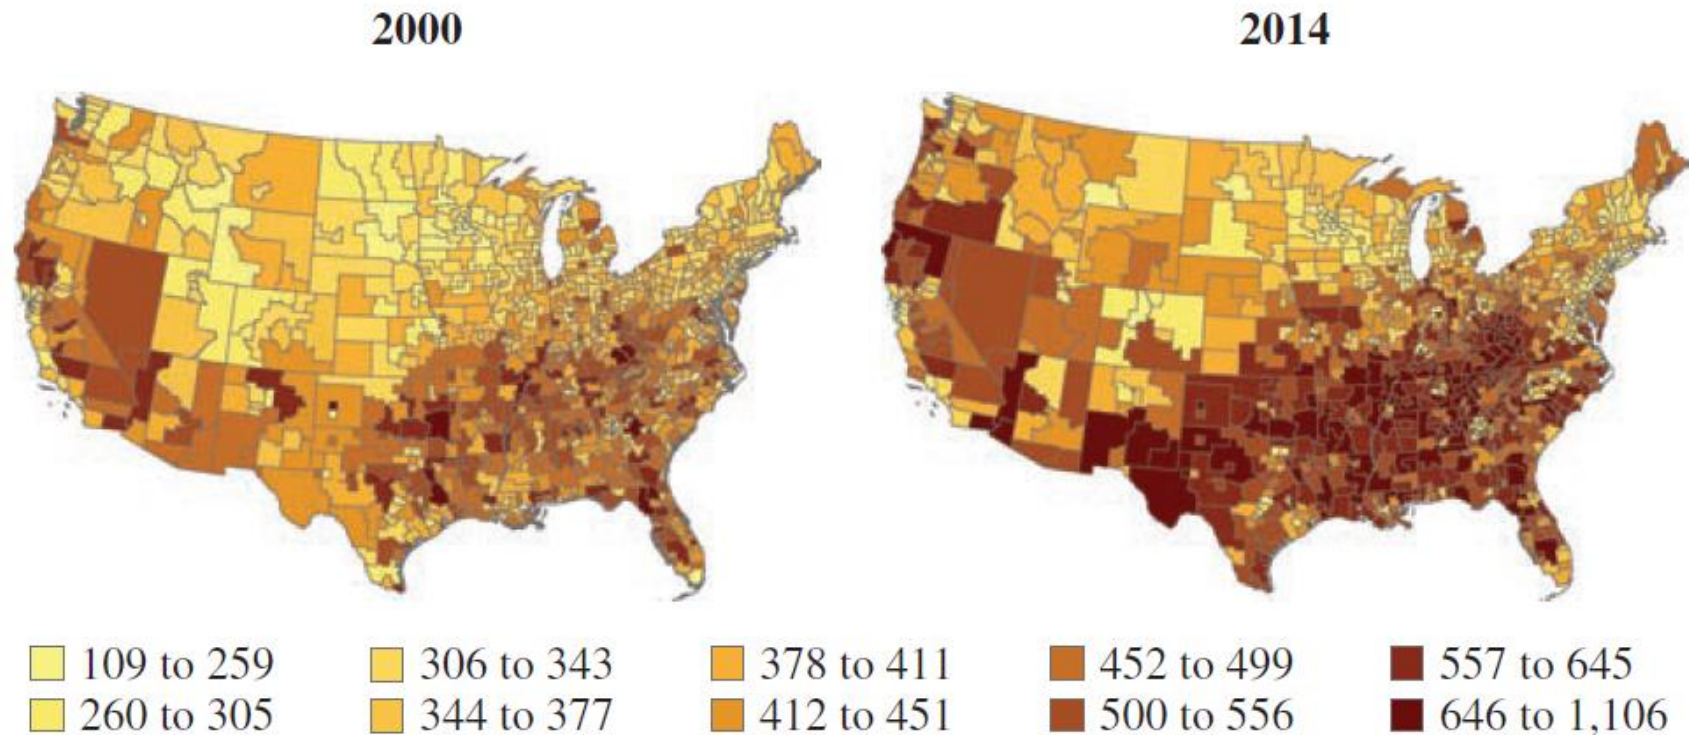 2000
2014
109 to 259
306 to 343
378 to 411
452 to 499
557 to 645
260 to 305
344 to 377
412 to 451
500 to 556
646 to 1,106